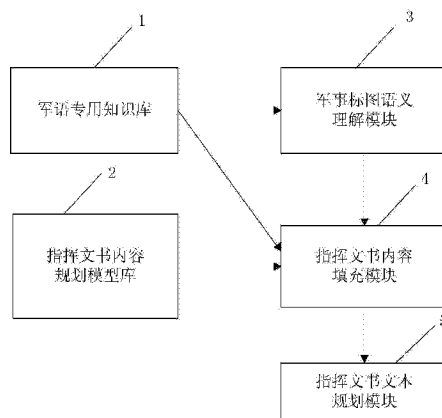 1
3
军语专用知识库
军事标图语义
理解模块
2
4
指挥文书内容
规划模型库
指挥文书内容
填充模块
指挥文书文本
规划模块